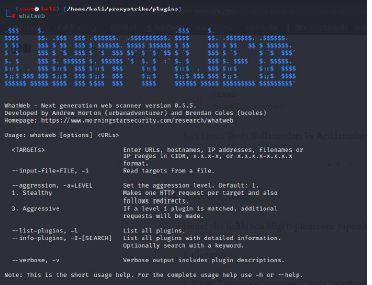 (root💀kali)-[/home/kali/proxystrike/plugins]
# whatweb
WhatWeb - Next generation web scanner version 0.5.5.
Developed by Andrew Horton (urbanadventurer) and Brendan Coles (bcoles)
Homepage: https://www.morningstarsecurity.com/research/whatweb
Usage: whatweb [options] <URLs>
<TARGETs> Enter URLs, hostnames, IP addresses, filenames or
IP ranges in CIDR, x.x.x-x, or x.x.x.x-x.x.x.x
format.
--input-file=FILE, -i Read targets from a file.
--aggression, -a=LEVEL Set the aggression level. Default: 1.
1. Stealthy Makes one HTTP request per target and also
follows redirects.
3. Aggressive If a level 1 plugin is matched, additional
requests will be made.
--list-plugins, -l List all plugins.
--info-plugins, -I=[SEARCH] List all plugins with detailed information.
Optionally search with a keyword.
--verbose, -v Verbose output includes plugin descriptions.
Note: This is the short usage help. For the complete usage help use -h or --help.